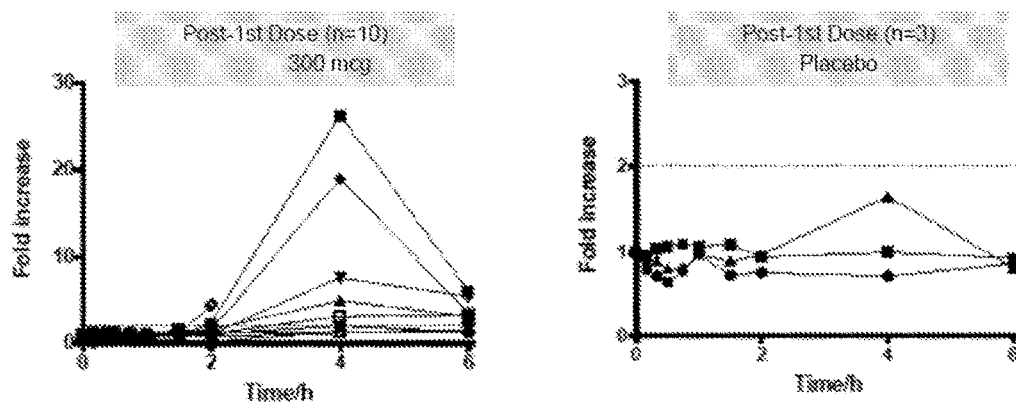 Post-1st Dose (n=10)
300 mcg
30
20
10
0
Fold increase
0 2 4 6
Time/h
Post-1st Dose (n=3)
Placebo
3
2
1
0
Fold increase
0 2 4 6
Time/h